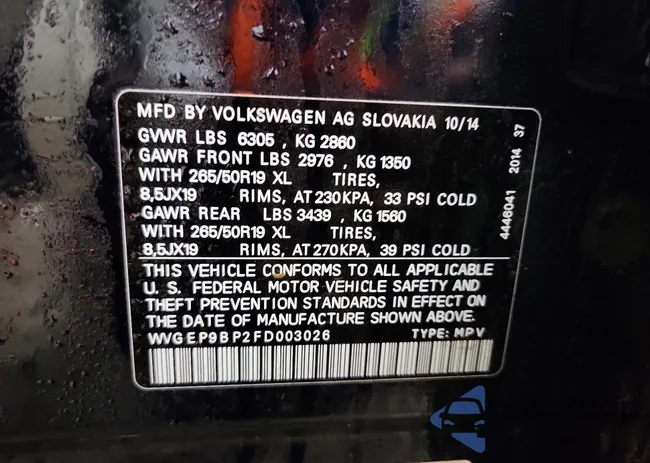 MFD BY VOLKSWAGEN AG SLOVAKIA 10/14
GVWR LBS 6305 , KG 2860
GAWR FRONT LBS 2976 , KG 1350
WITH 265/50R19 XL TIRES,
8,5JX19 RIMS, AT 230KPA, 33 PSI COLD
GAWR REAR LBS 3439 , KG 1560
WITH 265/50R19 XL TIRES,
8,5JX19 RIMS, AT 270KPA, 39 PSI COLD
THIS VEHICLE CONFORMS TO ALL APPLICABLE
U. S. FEDERAL MOTOR VEHICLE SAFETY AND
THEFT PREVENTION STANDARDS IN EFFECT ON
THE DATE OF MANUFACTURE SHOWN ABOVE.
WVGEP9BP2FD003026 TYPE: MPV
4446041 2014 37